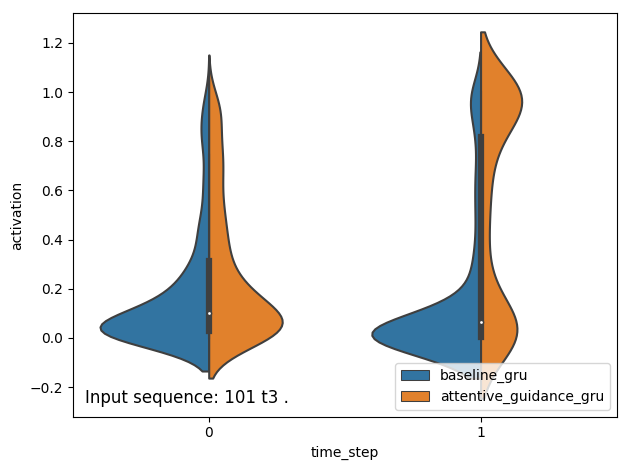 1.2
1.0
0.8
0.6
0.4
0.2
0.0
−0.2
activation
Input sequence: 101 t3 .
baseline_gru
attentive_guidance_gru
0
1
time_step